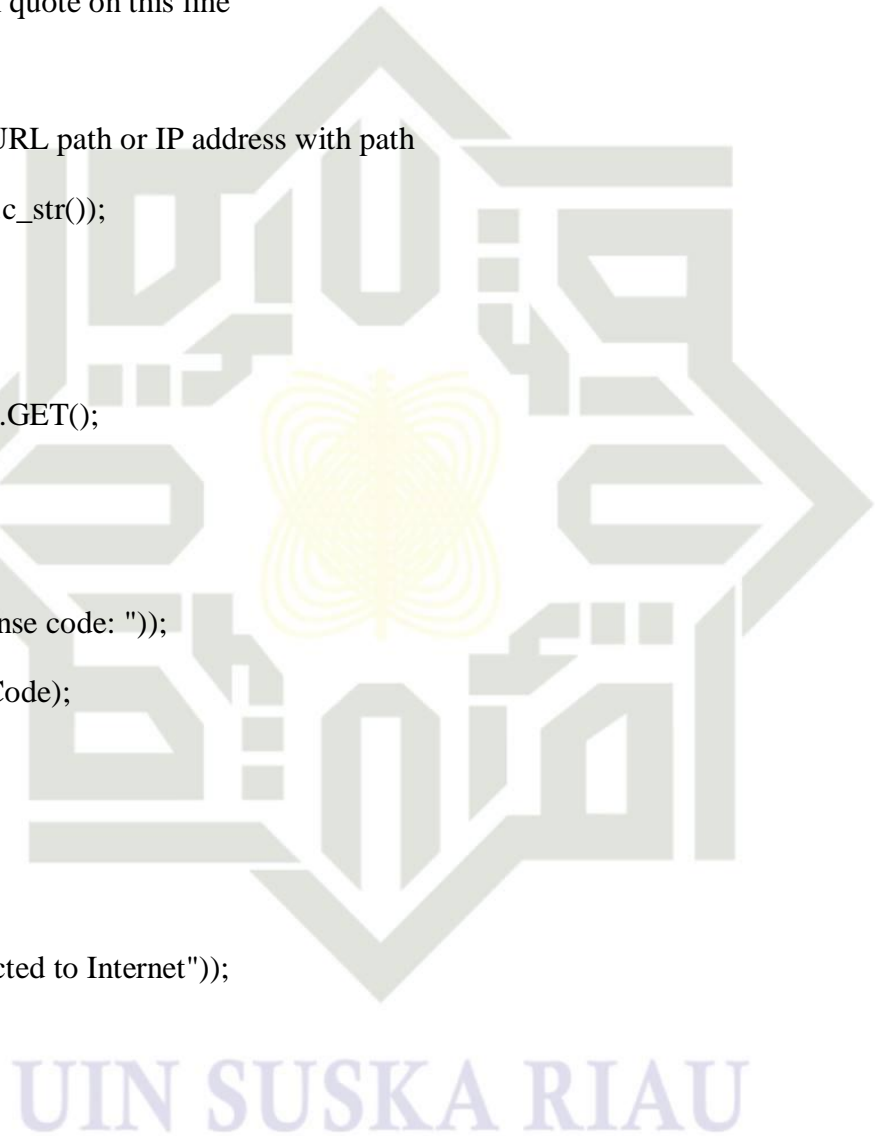 quote on this line
URL path or IP address with path
c_str());
.GET();
nse code: "));
Code);
cted to Internet"));
UIN SUSKA RIAU